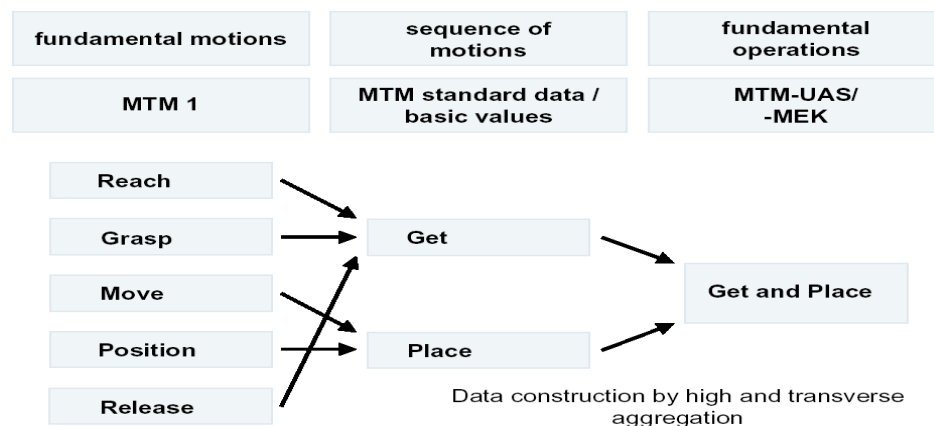 fundamental motions
sequence of
motions
fundamental
operations
MTM 1
MTM standard data /
basic values
MTM-UAS/
-MEK
Reach
Grasp
Get
Move
Get and Place
Position
Place
Release
Data construction by high and transverse
aggregation